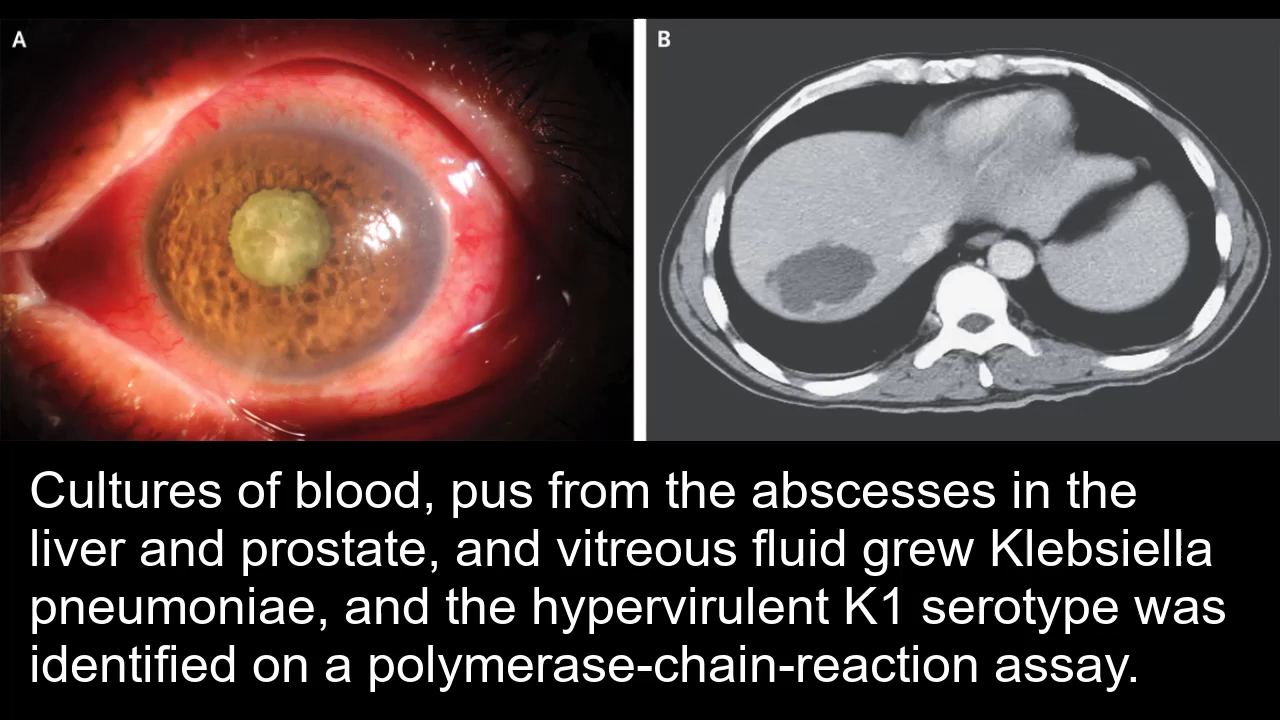 A
B
Cultures of blood, pus from the abscesses in the
liver and prostate, and vitreous fluid grew Klebsiella
pneumoniae, and the hypervirulent K1 serotype was
identified on a polymerase-chain-reaction assay.